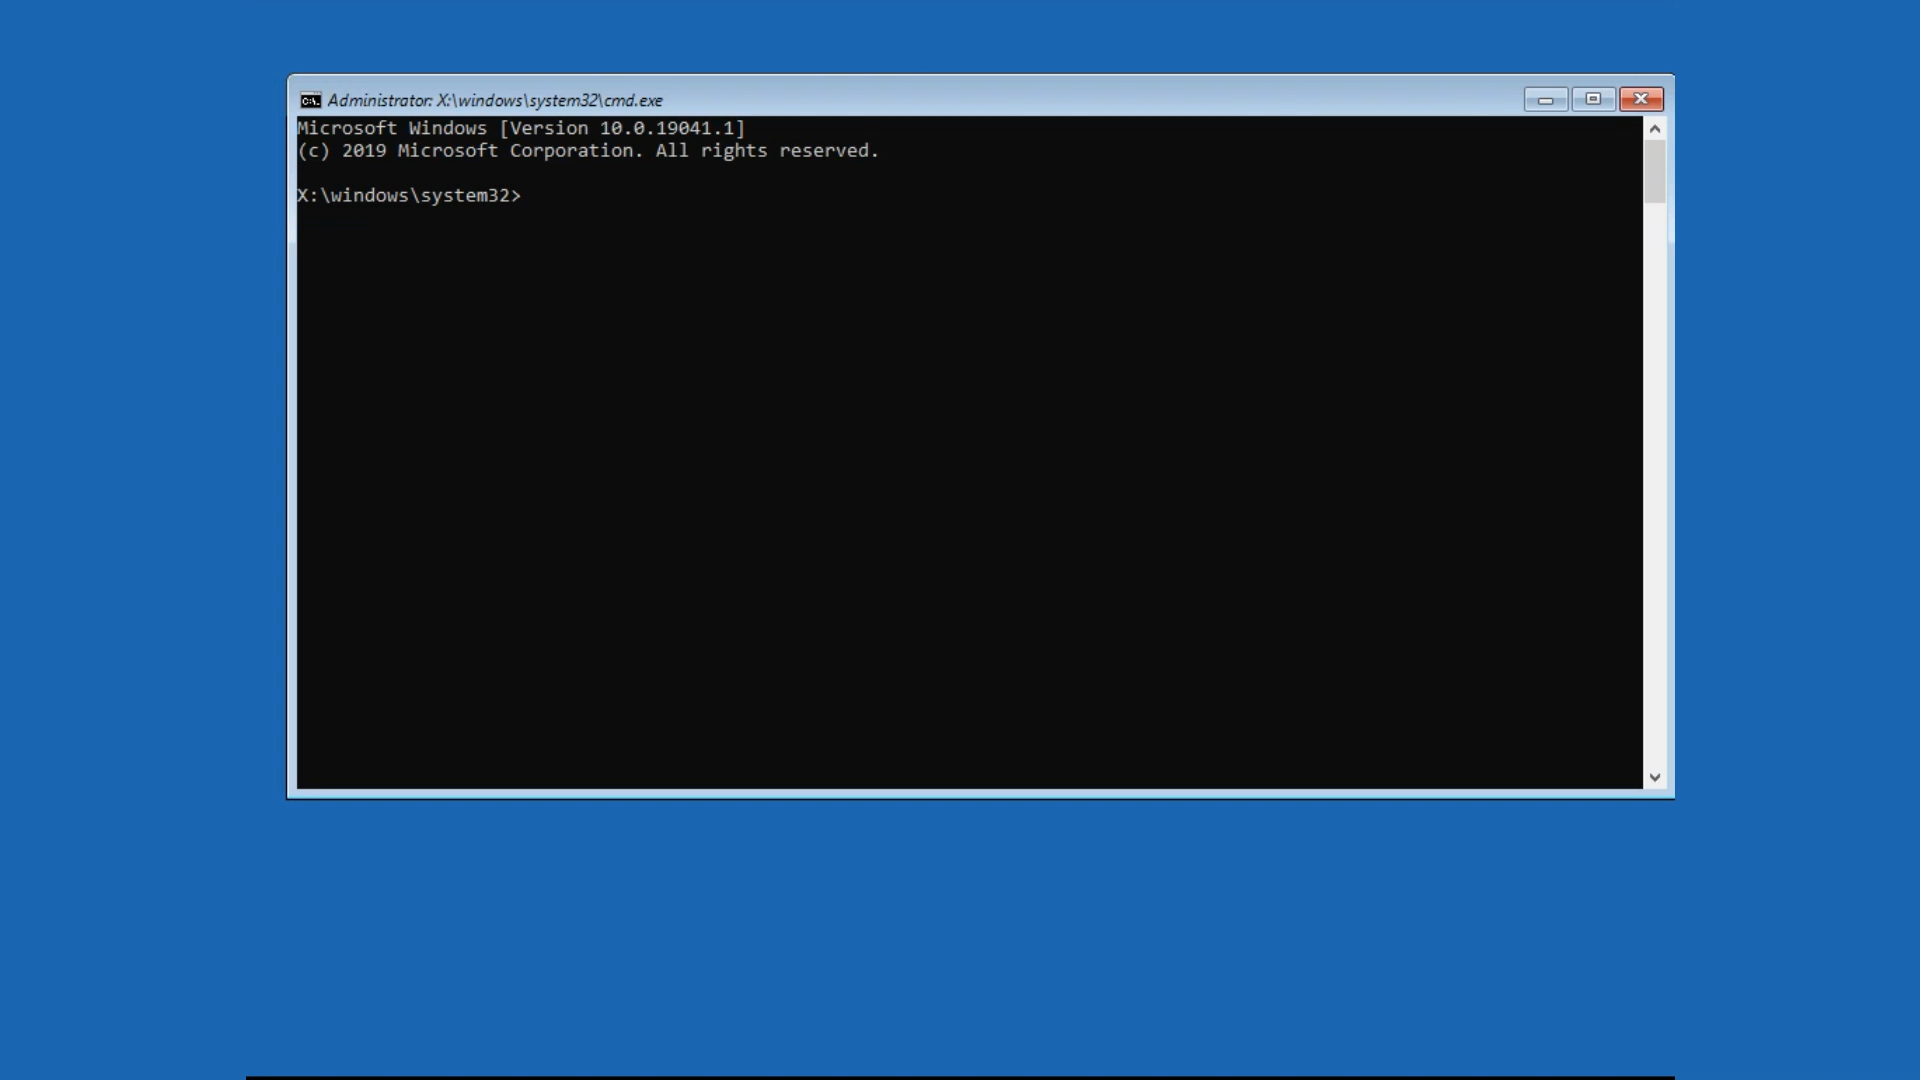 Administrator: X:\windows\system32\cmd.exe
Microsoft Windows [Version 10.0.19041.1]
(c) 2019 Microsoft Corporation. All rights reserved.
X:\windows\system32>